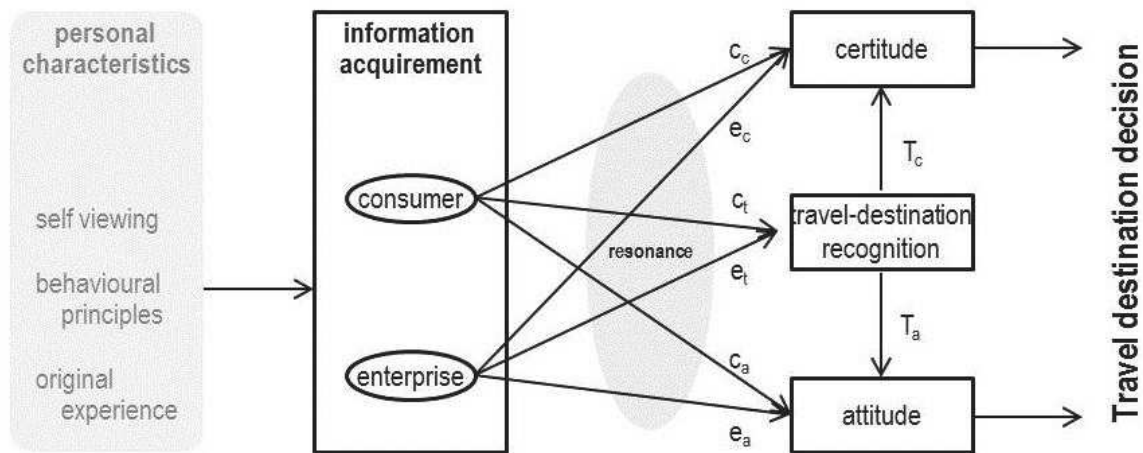 personal
characteristics
self viewing
behavioural
principles
original
experience
information
acquirement
consumer
enterprise
resonance
c_c
e_c
c_t
e_t
c_a
e_a
certitude
T_c
travel-destination
recognition
T_a
attitude
Travel destination decision